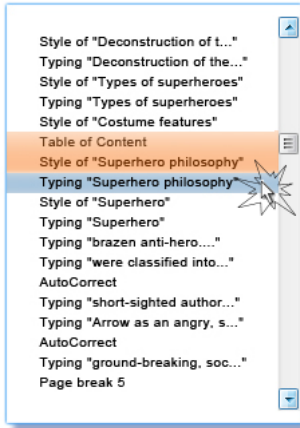 Style of "Deconstruction of t..."
Typing "Deconstruction of the..."
Style of "Types of superheroes"
Typing "Types of superheroes"
Style of "Costume features"
Table of Content
Style of "Superhero philosophy"
Typing "Superhero philosophy"
Style of "Superhero"
Typing "Superhero"
Typing "brazen anti-hero...."
Typing "were classified into..."
AutoCorrect
Typing "short-sighted author..."
Typing "Arrow as an angry, s..."
AutoCorrect
Typing "ground-breaking, soc..."
Page break 5